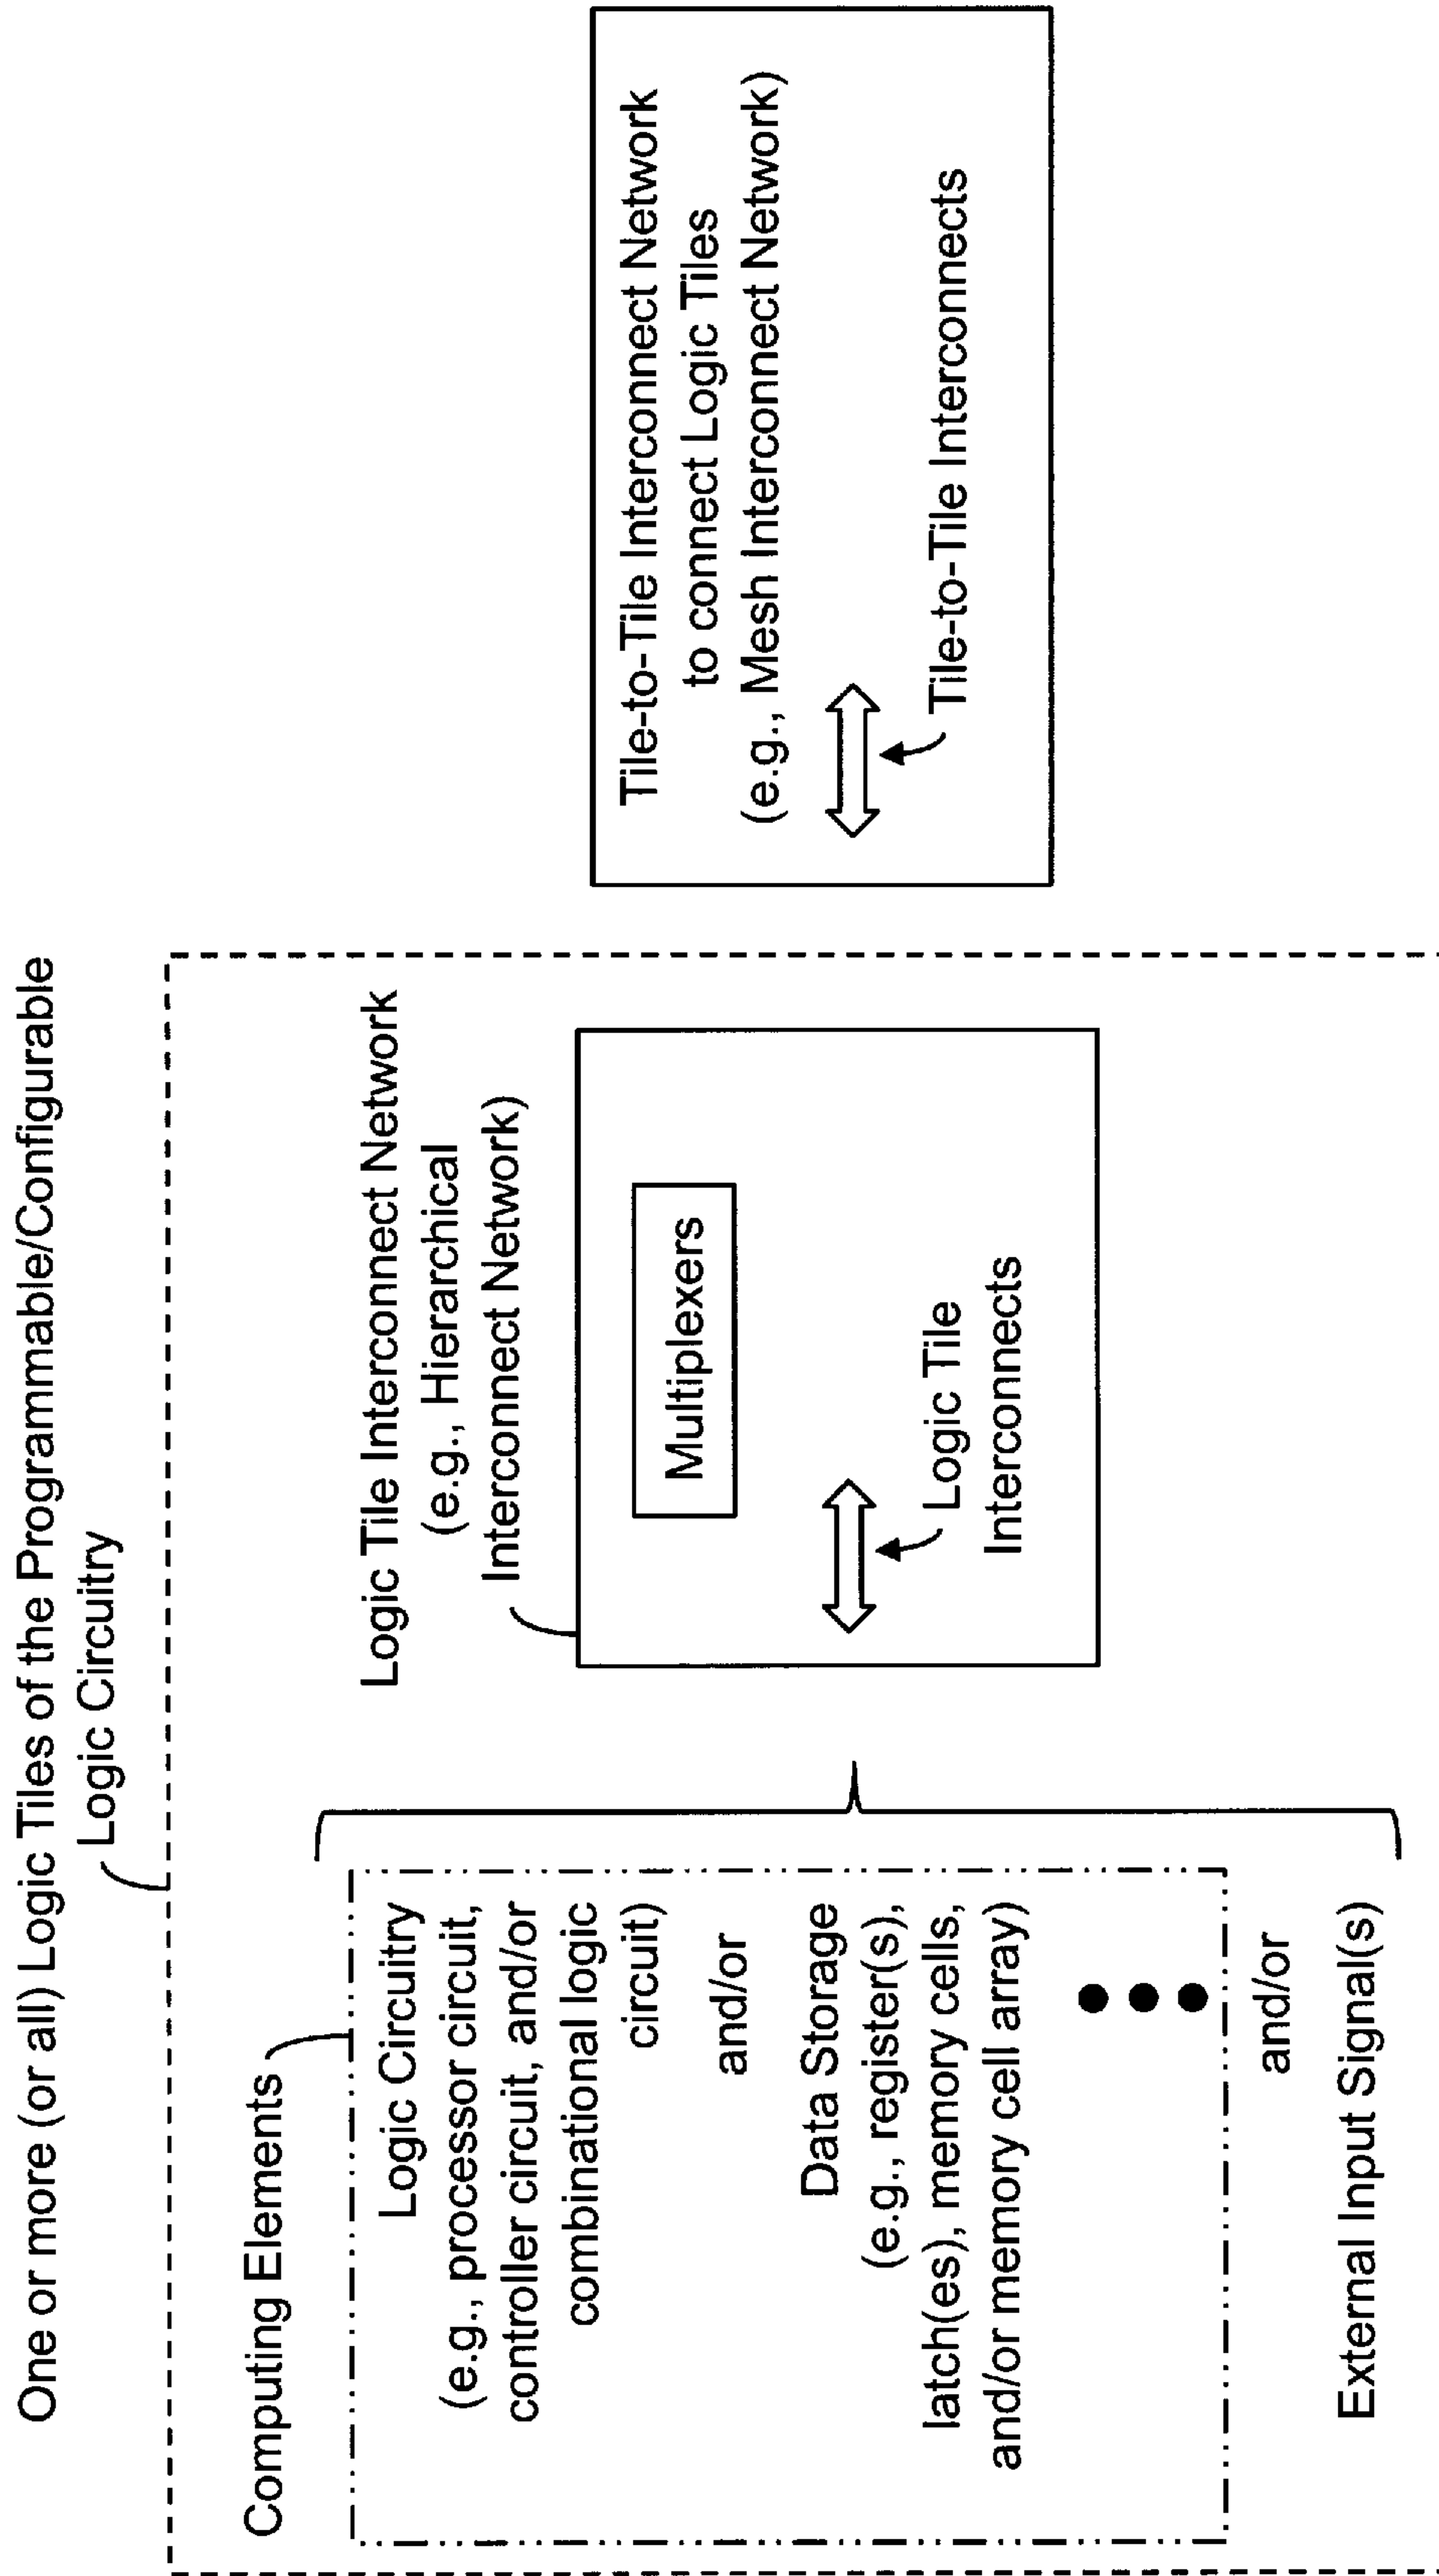 One or more (or all) Logic Tiles of the Programmable/Configurable
Logic Circuitry
Computing Elements
Logic Circuitry
(e.g., processor circuit,
controller circuit, and/or
combinational logic
circuit)
and/or
Data Storage
(e.g., register(s),
latch(es), memory cells,
and/or memory cell array)
and/or
External Input Signal(s)
Logic Tile Interconnect Network
(e.g., Hierarchical
Interconnect Network)
Multiplexers
Logic Tile
Interconnects
Tile-to-Tile Interconnect Network
to connect Logic Tiles
(e.g., Mesh Interconnect Network)
Tile-to-Tile Interconnects